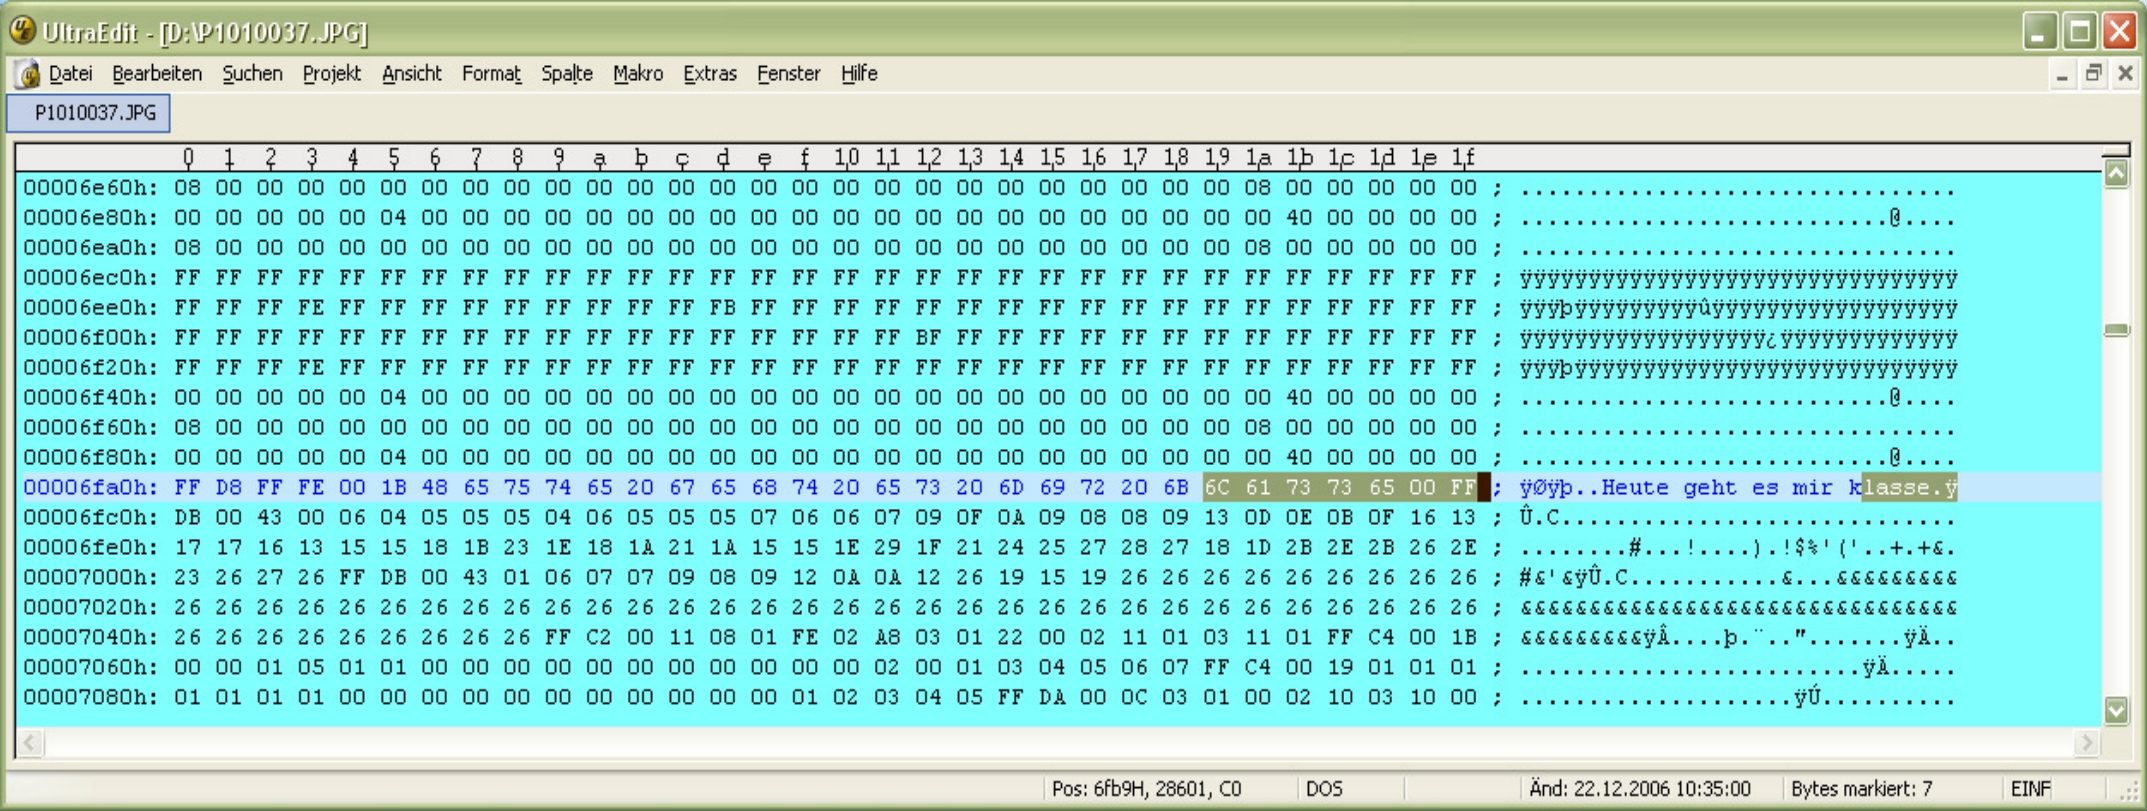 UltraEdit - [D:\P1010037.JPG]
Datei Bearbeiten Suchen Projekt Ansicht Format Spalte Makro Extras Fenster Hilfe
P1010037.JPG
0 1 2 3 4 5 6 7 8 9 a b c d e f 10 11 12 13 14 15 16 17 18 19 1a 1b 1c 1d 1e 1f
00006e60h: 08 00 00 00 00 00 00 00 00 00 00 00 00 00 00 00 00 00 00 00 00 00 00 00 00 00 08 00 00 00 00 00 ; ................................
00006e80h: 00 00 00 00 00 04 00 00 00 00 00 00 00 00 00 00 00 00 00 00 00 00 00 00 00 00 00 40 00 00 00 00 ; ...........................@....
00006ea0h: 08 00 00 00 00 00 00 00 00 00 00 00 00 00 00 00 00 00 00 00 00 00 00 00 00 00 08 00 00 00 00 00 ; ................................
00006ec0h: FF FF FF FF FF FF FF FF FF FF FF FF FF FF FF FF FF FF FF FF FF FF FF FF FF FF FF FF FF FF FF FF ; ÿÿÿÿÿÿÿÿÿÿÿÿÿÿÿÿÿÿÿÿÿÿÿÿÿÿÿÿÿÿÿÿ
00006ee0h: FF FF FF FE FF FF FF FF FF FF FF FF FF FB FF FF FF FF FF FF FF FF FF FF FF FF FF FF FF FF FF FF ; ÿÿÿþÿÿÿÿÿÿÿÿÿûÿÿÿÿÿÿÿÿÿÿÿÿÿÿÿÿÿÿ
00006f00h: FF FF FF FF FF FF FF FF FF FF FF FF FF FF FF FF FF FF BF FF FF FF FF FF FF FF FF FF FF FF FF FF ; ÿÿÿÿÿÿÿÿÿÿÿÿÿÿÿÿÿÿ¿ÿÿÿÿÿÿÿÿÿÿÿÿÿ
00006f20h: FF FF FF FE FF FF FF FF FF FF FF FF FF FF FF FF FF FF FF FF FF FF FF FF FF FF FF FF FF FF FF FF ; ÿÿÿþÿÿÿÿÿÿÿÿÿÿÿÿÿÿÿÿÿÿÿÿÿÿÿÿÿÿÿÿ
00006f40h: 00 00 00 00 00 04 00 00 00 00 00 00 00 00 00 00 00 00 00 00 00 00 00 00 00 00 00 40 00 00 00 00 ; ...........................@....
00006f60h: 08 00 00 00 00 00 00 00 00 00 00 00 00 00 00 00 00 00 00 00 00 00 00 00 00 00 08 00 00 00 00 00 ; ................................
00006f80h: 00 00 00 00 00 04 00 00 00 00 00 00 00 00 00 00 00 00 00 00 00 00 00 00 00 00 00 40 00 00 00 00 ; ...........................@....
00006fa0h: FF D8 FF FE 00 1B 48 65 75 74 65 20 67 65 68 74 20 65 73 20 6D 69 72 20 6B 6C 61 73 73 65 00 FF ; ÿØÿþ..Heute geht es mir klasse.ÿ
00006fc0h: DB 00 43 00 06 04 05 05 05 04 06 05 05 05 07 06 06 07 09 0F 0A 09 08 08 09 13 0D 0E 0B 0F 16 13 ; Û.C.............................
00006fe0h: 17 17 16 13 15 15 18 1B 23 1E 18 1A 21 1A 15 15 1E 29 1F 21 24 25 27 28 27 18 1D 2B 2E 2B 26 2E ; ........#...!....).!$%'('..+.+&.
00007000h: 23 26 27 26 FF DB 00 43 01 06 07 07 09 08 09 12 0A 0A 12 26 19 15 19 26 26 26 26 26 26 26 26 26 ; #&'&ÿÛ.C...........&...&&&&&&&&&
00007020h: 26 26 26 26 26 26 26 26 26 26 26 26 26 26 26 26 26 26 26 26 26 26 26 26 26 26 26 26 26 26 26 26 ; &&&&&&&&&&&&&&&&&&&&&&&&&&&&&&&&
00007040h: 26 26 26 26 26 26 26 26 26 FF C2 00 11 08 01 FE 02 A8 03 01 22 00 02 11 01 03 11 01 FF C4 00 1B ; &&&&&&&&&ÿÂ....þ.¨..".......ÿÄ..
00007060h: 00 00 01 05 01 01 00 00 00 00 00 00 00 00 00 00 00 02 00 01 03 04 05 06 07 FF C4 00 19 01 01 01 ; .........................ÿÄ.....
00007080h: 01 01 01 01 00 00 00 00 00 00 00 00 00 00 00 01 02 03 04 05 FF DA 00 0C 03 01 00 02 10 03 10 00 ; ....................ÿÚ..........
Pos: 6fb9H, 28601, C0 DOS Änd: 22.12.2006 10:35:00 Bytes markiert: 7 EINF